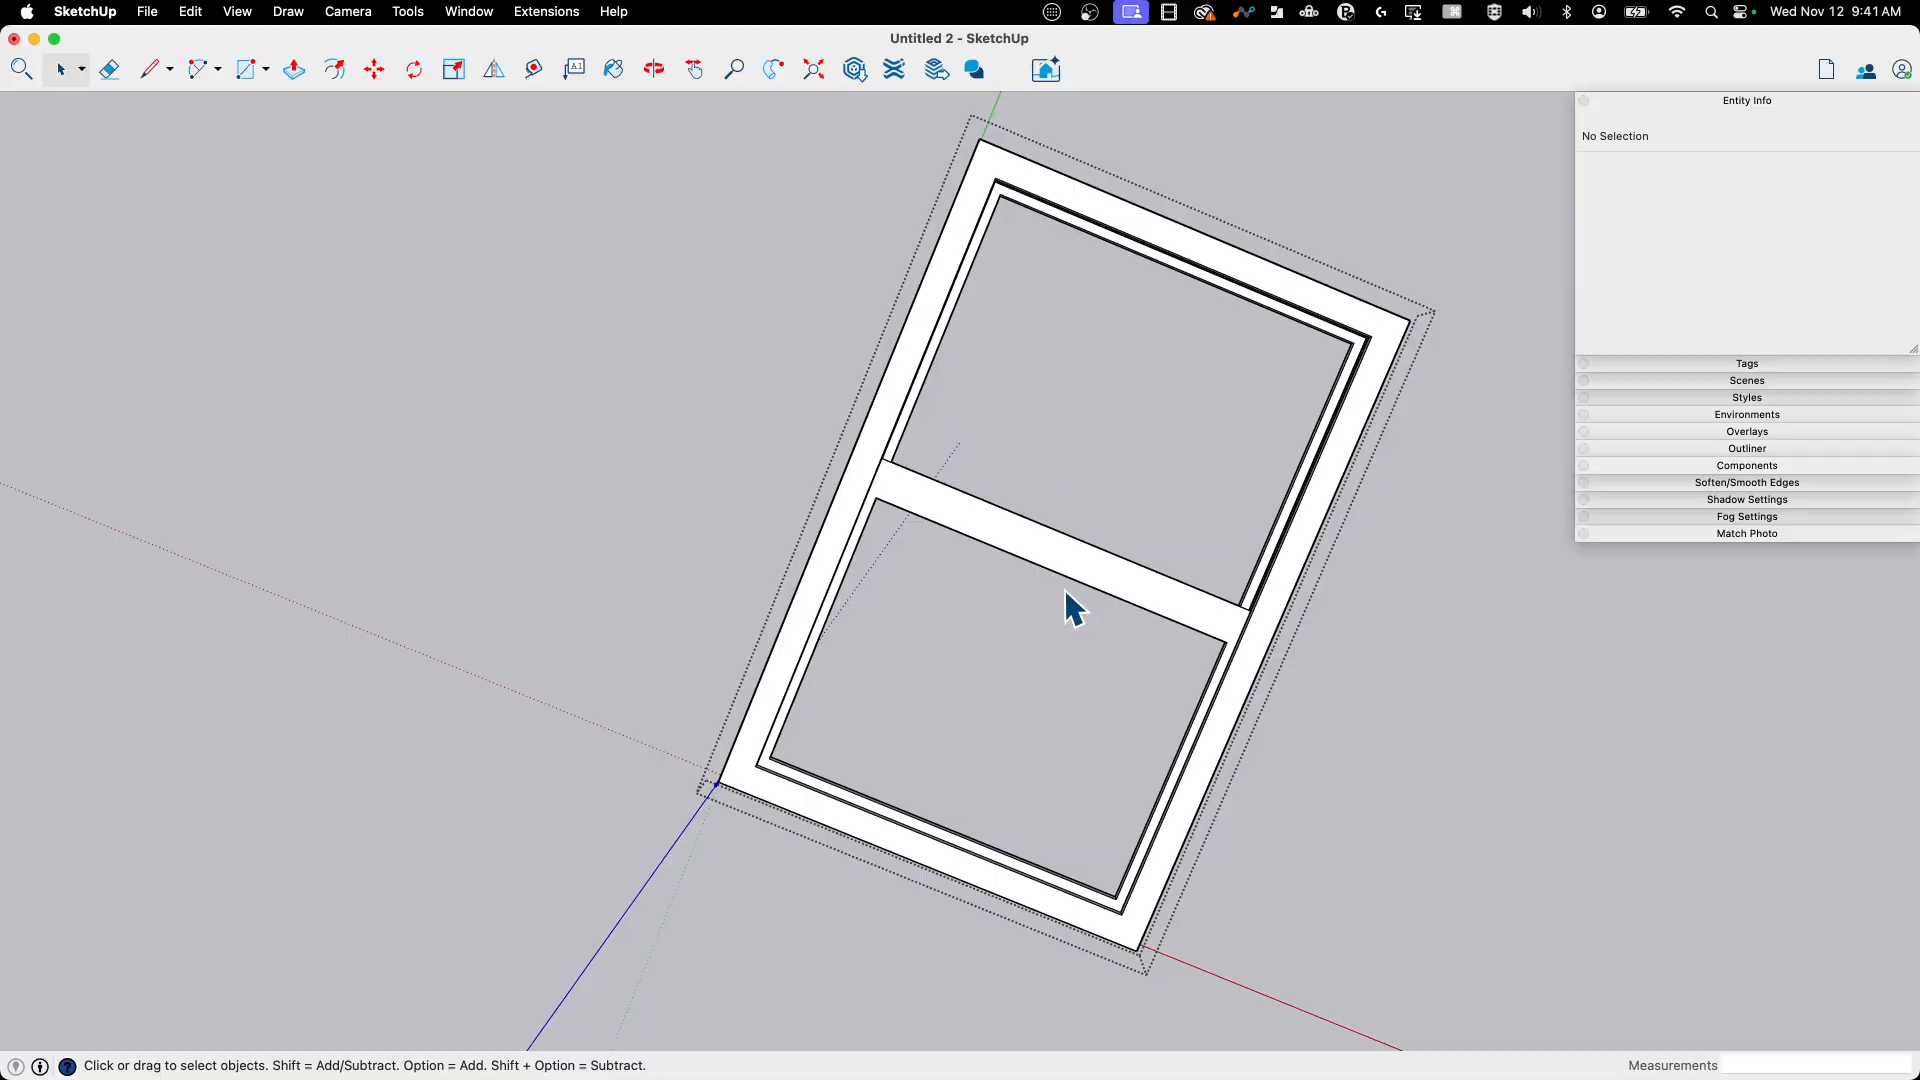 SketchUp File Edit View Draw Camera Tools Window Extensions Help Wed Nov 12 9:41 AM
Untitled 2 - SketchUp
A1
Entity Info
No Selection
Tags
Scenes
Styles
Environments
Overlays
Outliner
Components
Soften/Smooth Edges
Shadow Settings
Fog Settings
Match Photo
Click or drag to select objects. Shift = Add/Subtract. Option = Add. Shift + Option = Subtract. Measurements